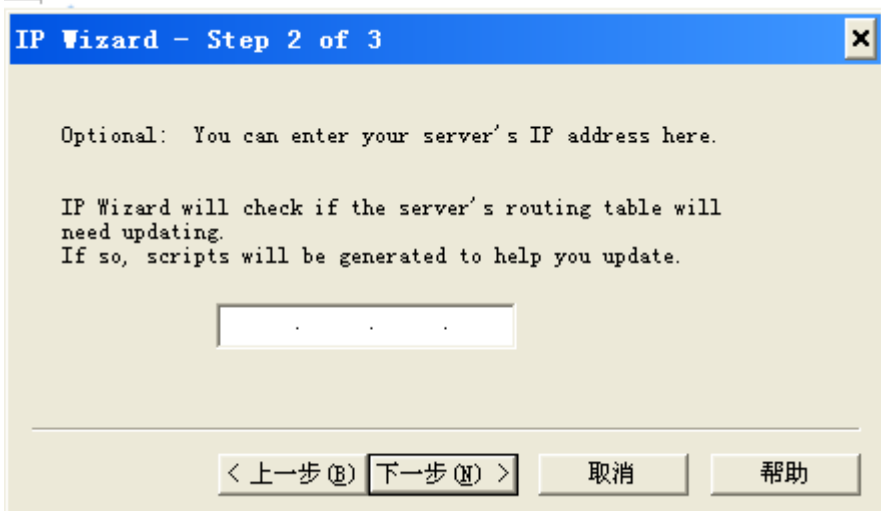 IP Wizard - Step 2 of 3
Optional: You can enter your server's IP address here.
IP Wizard will check if the server's routing table will
need updating.
If so, scripts will be generated to help you update.
. . .
< 上一步(B) 下一步(N) > 取消 帮助